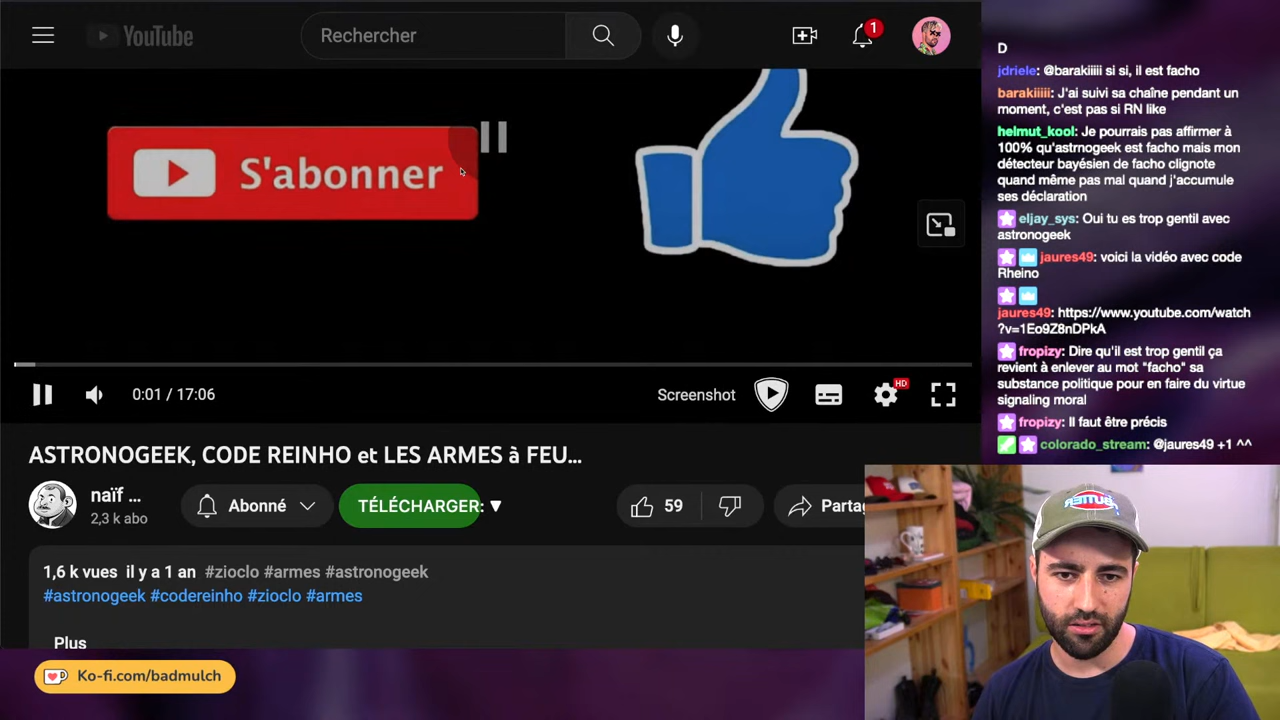 YouTube
Rechercher
1
S'abonner
0:01 / 17:06
Screenshot
HD
ASTRONOGEEK, CODE REINHO et LES ARMES à FEU...
naïf ...
2,3 k abo
Abonné
TÉLÉCHARGER: ▼
59
Partag
1,6 k vues il y a 1 an #zioclo #armes #astronogeek
#astronogeek #codereinho #zioclo #armes
Plus
Ko-fi.com/badmulch
D
jdriele: @barakiiiii si si, il est facho
barakiiiii: J'ai suivi sa chaîne pendant un
moment, c'est pas si RN like
helmut_kool: Je pourrais pas affirmer à
100% qu'astrnogeek est facho mais mon
détecteur bayésien de facho clignote
quand même pas mal quand j'accumule
ses déclaration
eljay_sys: Oui tu es trop gentil avec
astronogeek
jaures49: voici la vidéo avec code
Rheino
jaures49: https://www.youtube.com/watch
?v=1Eo9Z8nDPkA
fropizy: Dire qu'il est trop gentil ça
revient à enlever au mot "facho" sa
substance politique pour en faire du virtue
signaling moral
fropizy: Il faut être précis
colorado_stream: @jaures49 +1 ^^